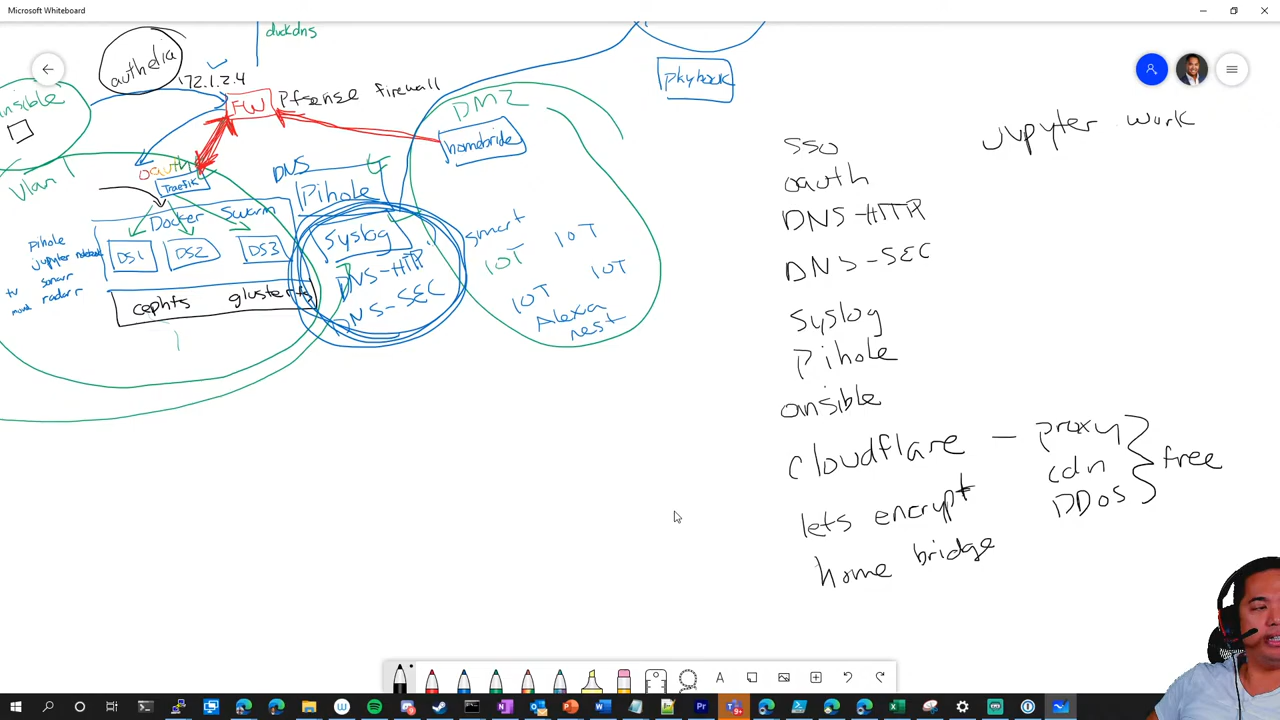 Microsoft Whiteboard
duckdns
authelia
172.1.2.4
FW
Pfsense firewall
DMZ
pkyback
nsible
homebridge
Vlan 1
oauth
Traefik
DNS
Pihole
Docker Swarm
DS1
DS2
DS3
pihole
jupyter notebook
sonarr
tv
radarr
cephfs glusterfs
Syslog
DNS-HTTP
DNS-SEC
smart
IOT
IOT
IOT
IOT
Alexa
nest
sso
oauth
DNS-HTTP
DNS-SEC
syslog
pihole
ansible
cloudflare - proxy
cdn
DDoS
free
lets encrypt
home bridge
jupyter work